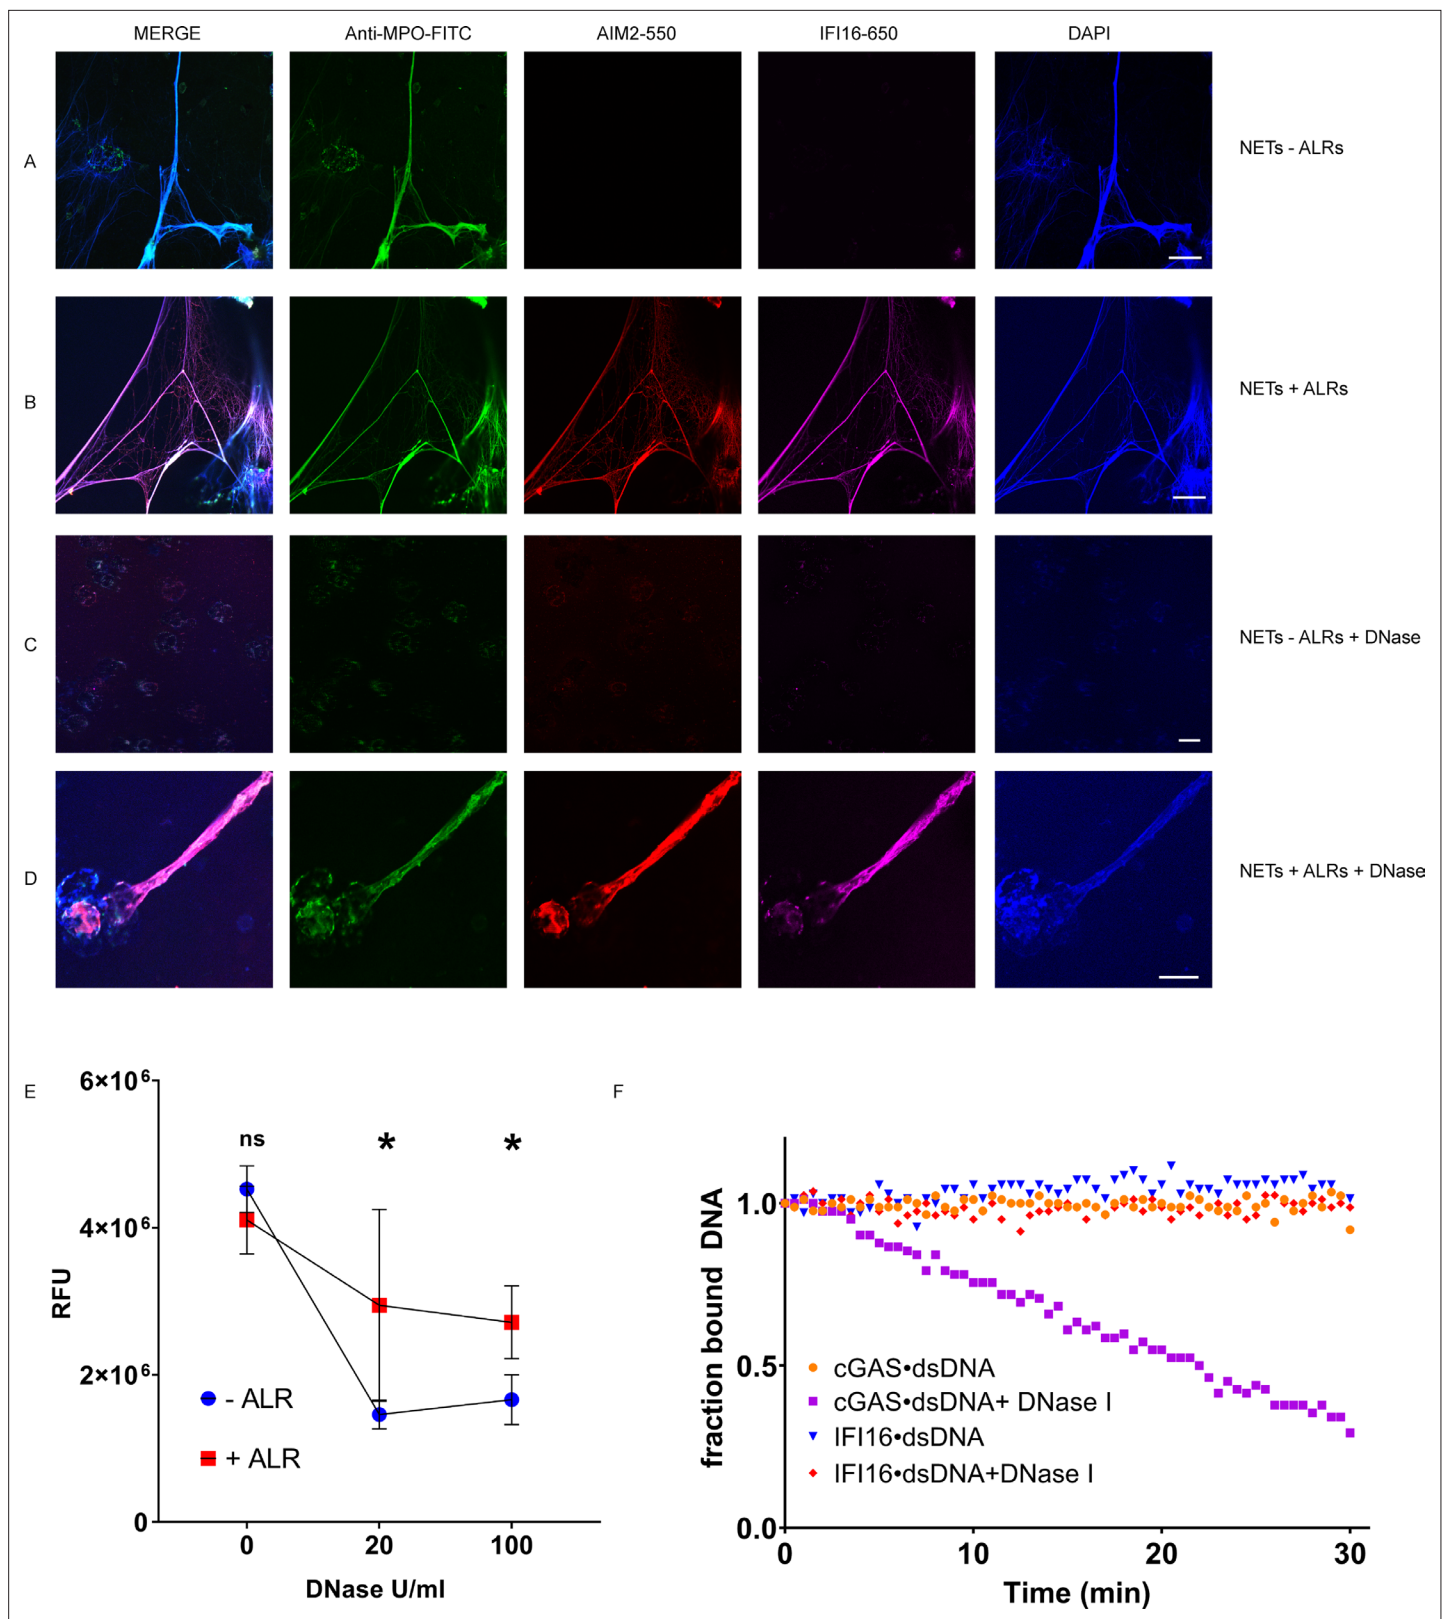 MERGE Anti-MPO-FITC AIM2-550 IFI16-650 DAPI
A NETs - ALRs
B NETs + ALRs
C NETs - ALRs + DNase
D NETs + ALRs + DNase
E
6×10⁶
4×10⁶
2×10⁶
0
RFU
ns * *
- ALR
+ ALR
0 20 100
DNase U/ml
F
1.0
0.5
0.0
fraction bound DNA
cGAS•dsDNA
cGAS•dsDNA+ DNase I
IFI16•dsDNA
IFI16•dsDNA+DNase I
0 10 20 30
Time (min)